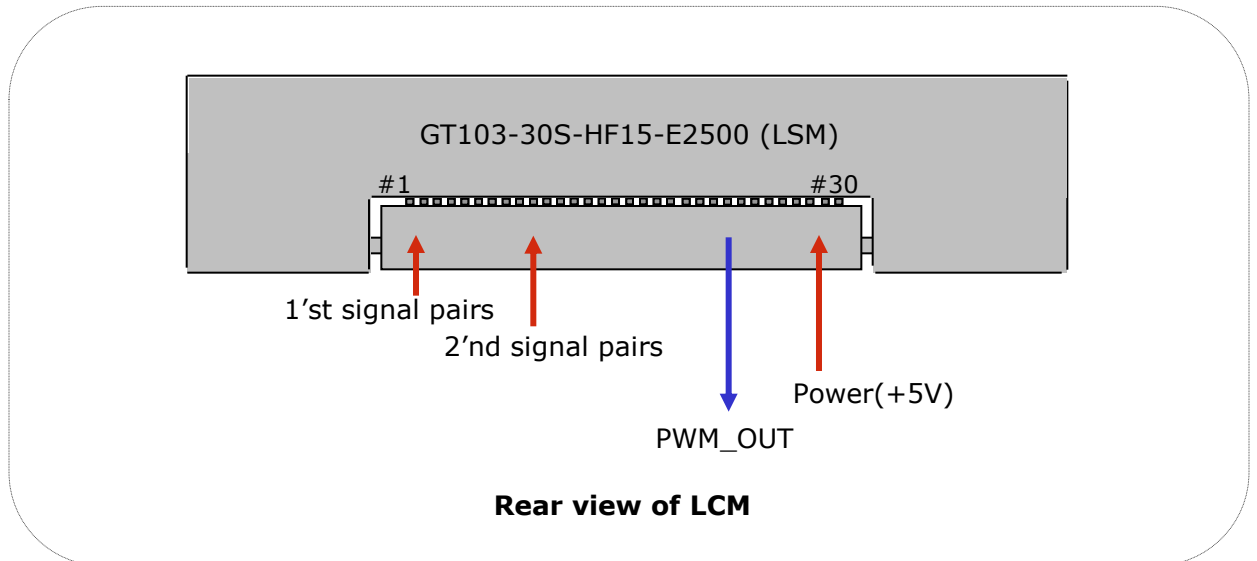 GT103-30S-HF15-E2500 (LSM)
#1 #30
1’st signal pairs
2’nd signal pairs
Power(+5V)
PWM_OUT
Rear view of LCM